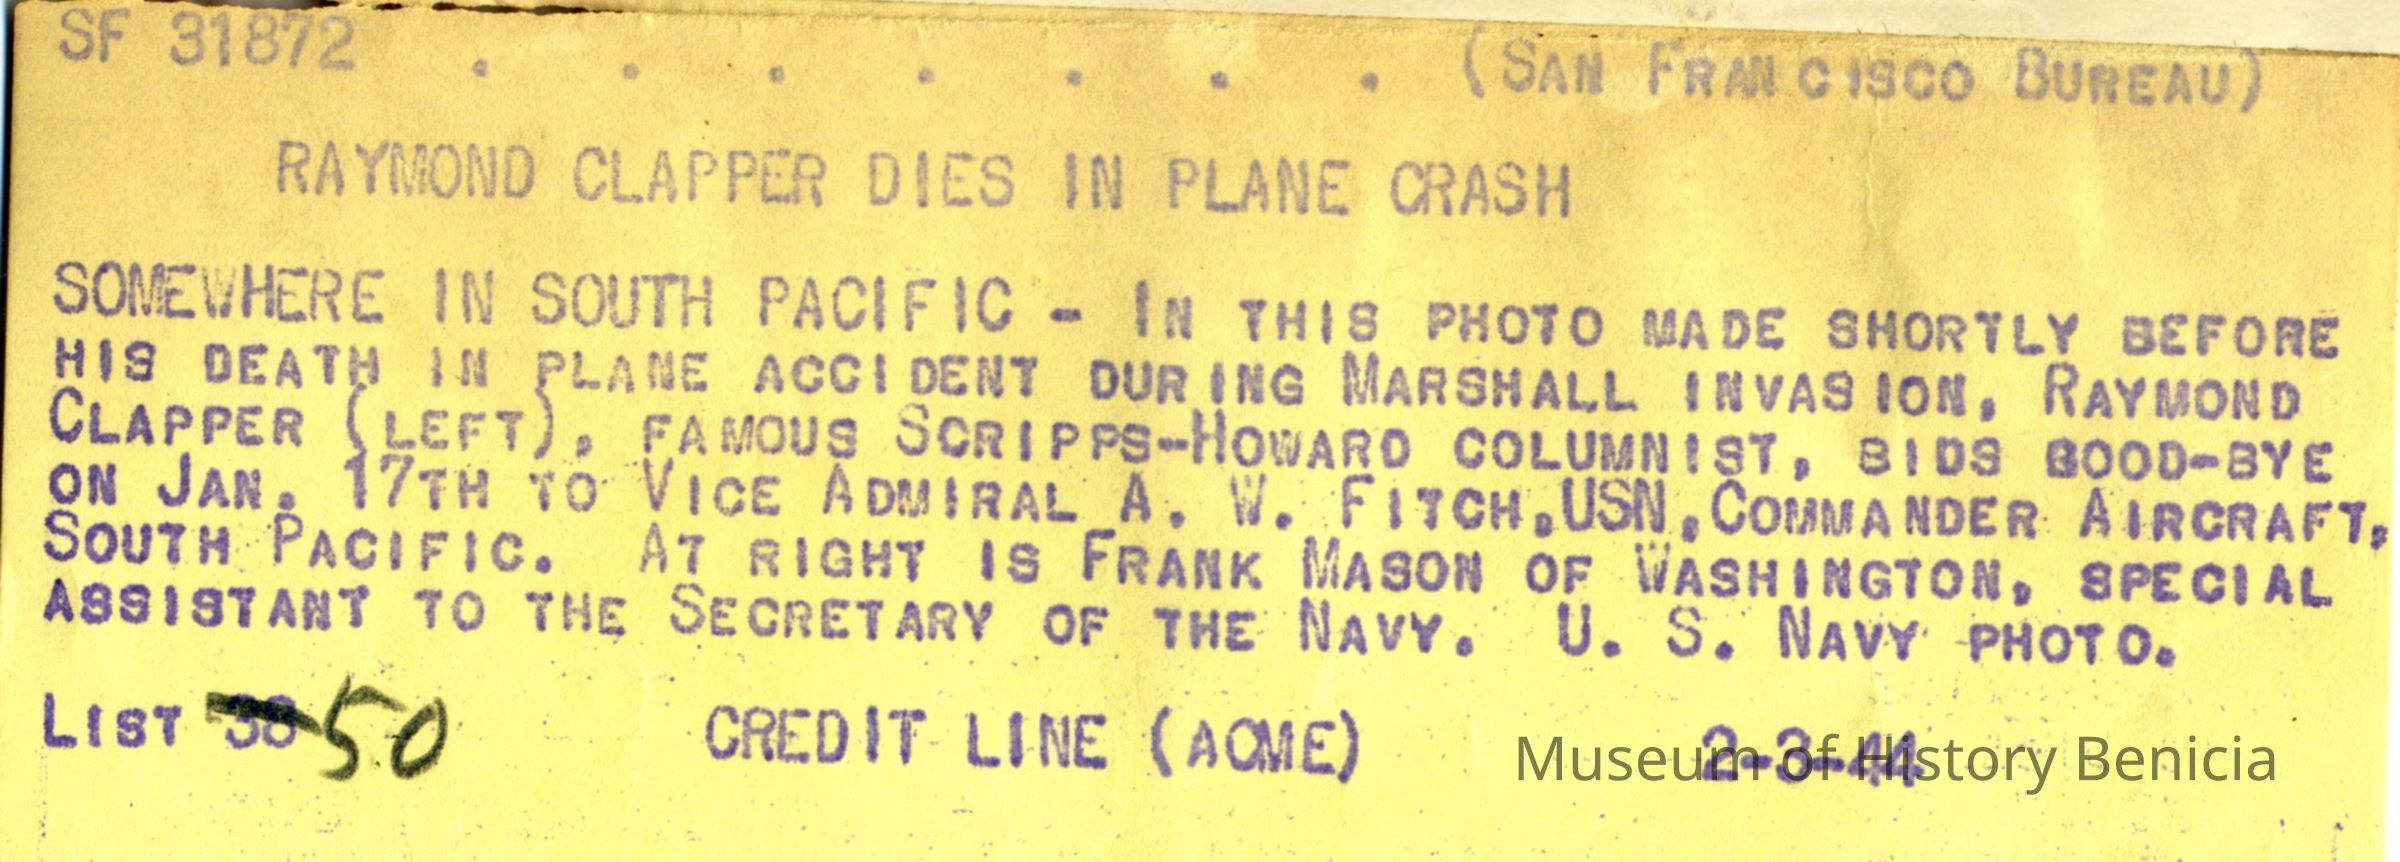 SF 31872 . . . . . . . (San Francisco Bureau)
RAYMOND CLAPPER DIES IN PLANE CRASH
SOMEWHERE IN SOUTH PACIFIC - In this photo made shortly before
his death in plane accident during Marshall invasion, Raymond
Clapper (left), famous Scripps-Howard columnist, bids good-bye
on Jan. 17th to Vice Admiral A. W. Fitch,USN,Commander Aircraft,
South Pacific.  At right is Frank Mason of Washington, special
assistant to the Secretary of the Navy.  U. S. Navy photo.
List 38 50 CREDIT LINE (ACME) 2-3-44
Museum of History Benicia